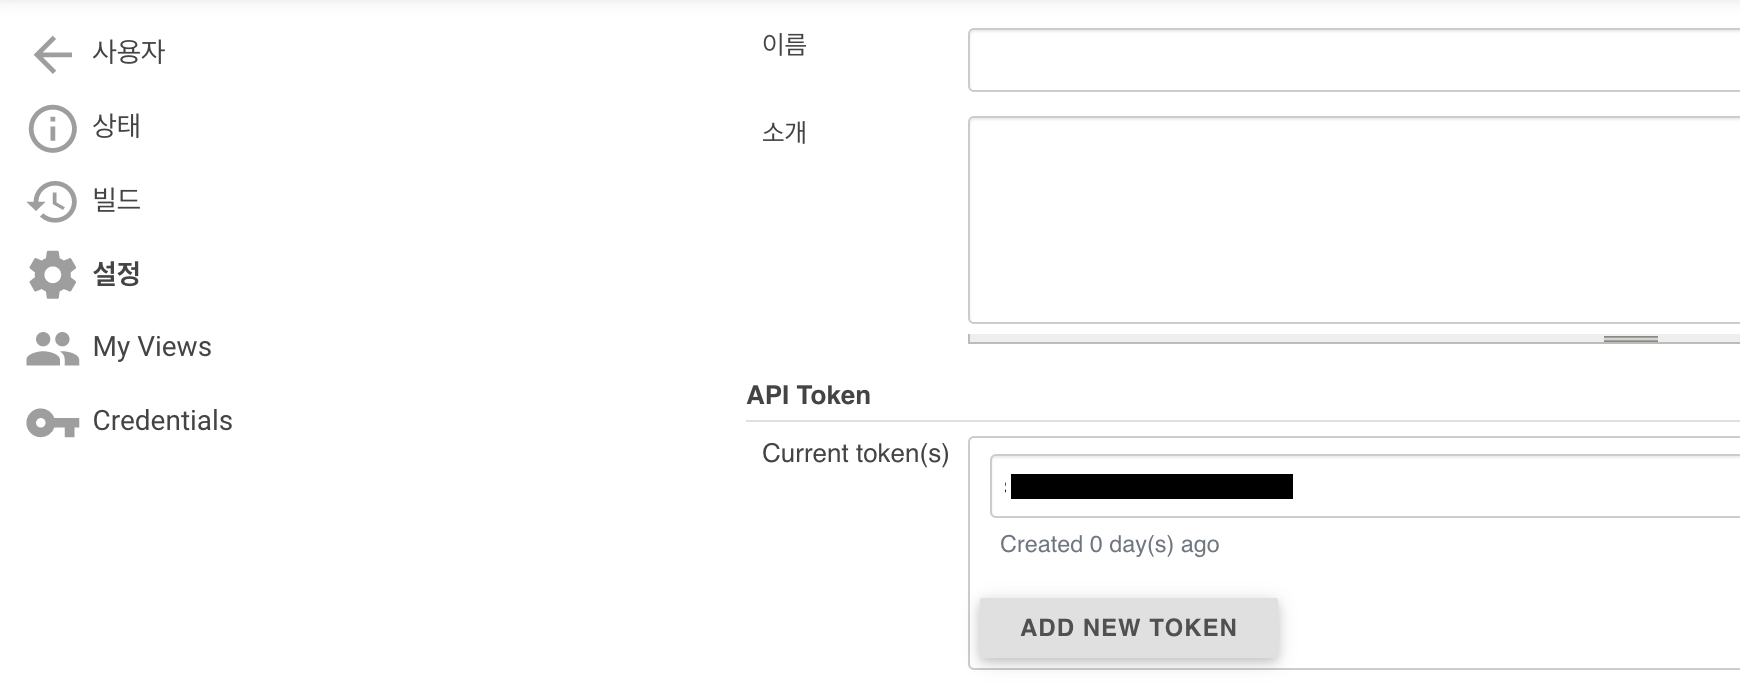 사용자
상태
빌드
설정
My Views
Credentials
이름
소개
API Token
Current token(s)
Created 0 day(s) ago
ADD NEW TOKEN